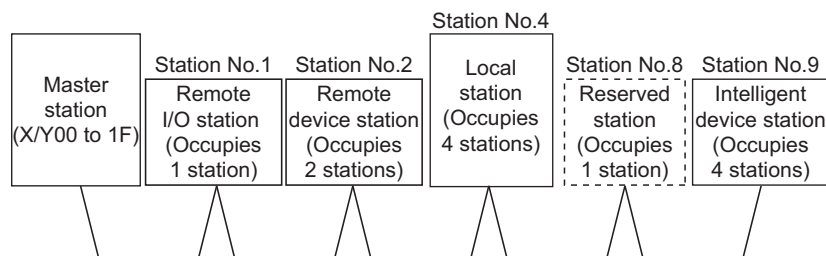 Master
station
(X/Y00 to 1F)
Station No.1
Remote
I/O station
(Occupies
1 station)
Station No.2
Remote
device station
(Occupies
2 stations)
Station No.4
Local
station
(Occupies
4 stations)
Station No.8
Reserved
station
(Occupies
1 station)
Station No.9
Intelligent
device station
(Occupies
4 stations)